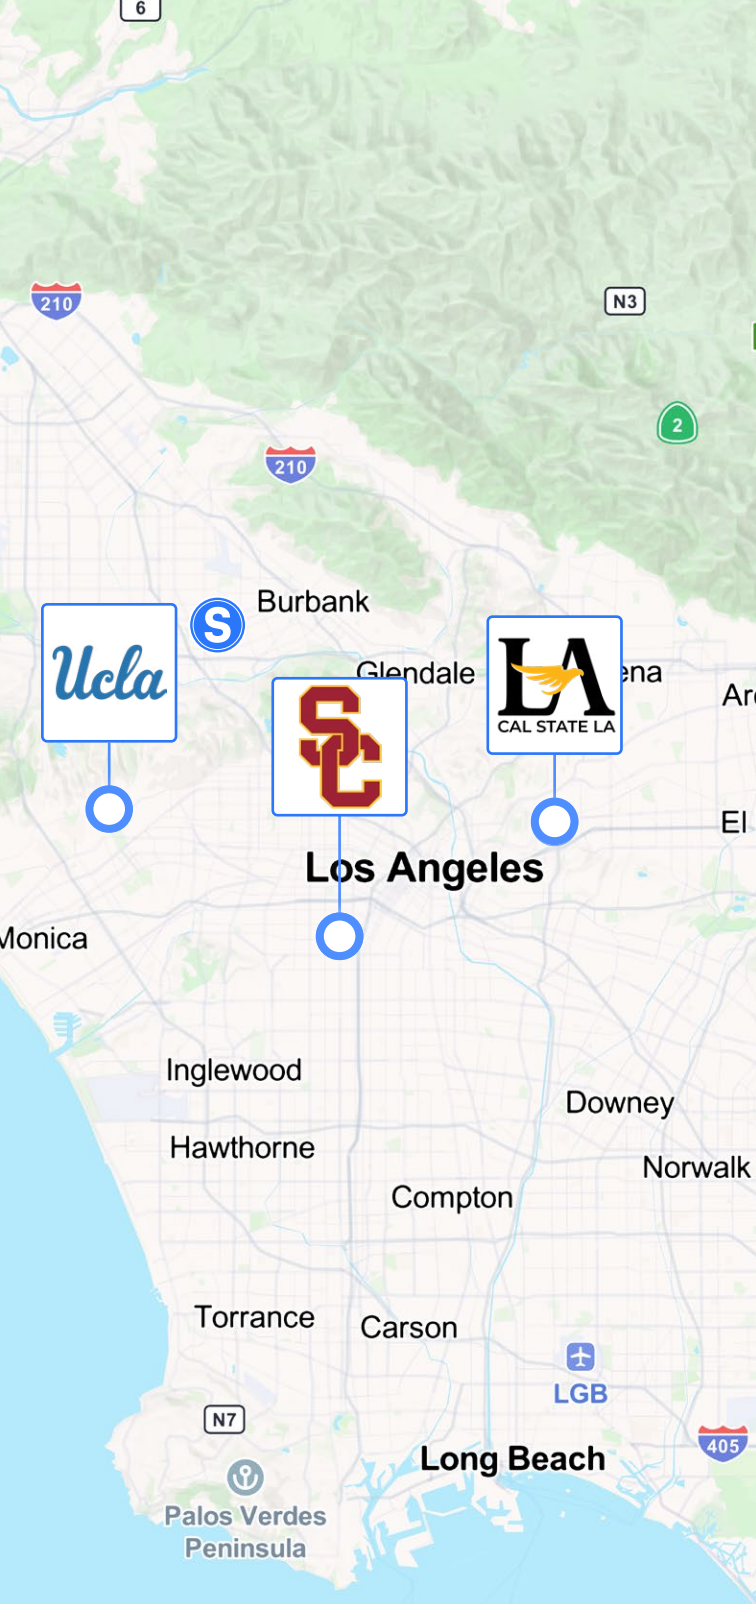 6
210
N3
2
210
Burbank
S
Ucla
Glendale
ena
SC
LA
CAL STATE LA
Ar
El
Los Angeles
Monica
Inglewood
Downey
Hawthorne
Norwalk
Compton
Torrance
Carson
LGB
N7
405
Long Beach
Palos Verdes
Peninsula